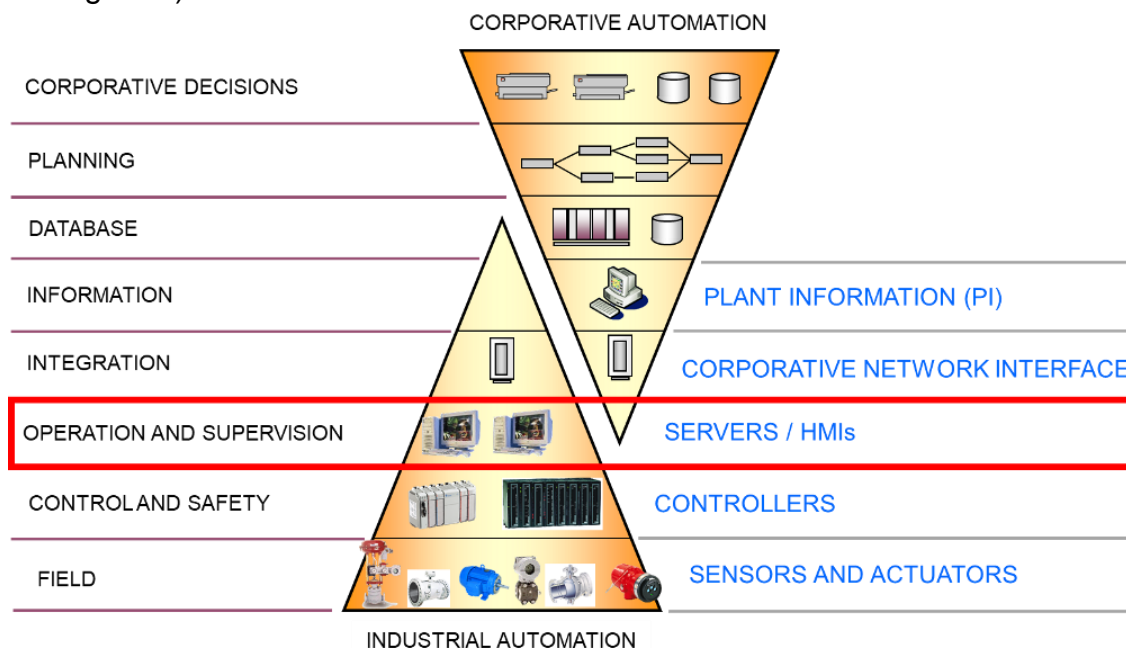 CORPORATIVE AUTOMATION
CORPORATIVE DECISIONS
PLANNING
DATABASE
INFORMATION
PLANT INFORMATION (PI)
INTEGRATION
CORPORATIVE NETWORK INTERFACE
OPERATION AND SUPERVISION
SERVERS / HMIs
CONTROL AND SAFETY
CONTROLLERS
FIELD
SENSORS AND ACTUATORS
INDUSTRIAL AUTOMATION